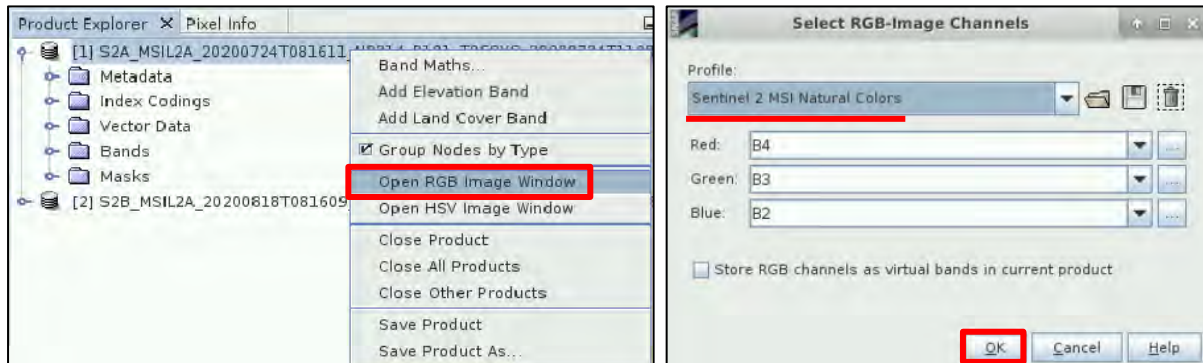 Product Explorer Pixel Info
[1] S2A_MSIL2A_20200724T081611
Metadata
Index Codings
Vector Data
Bands
Masks
[2] S2B_MSIL2A_20200818T081609
Band Maths...
Add Elevation Band
Add Land Cover Band
Group Nodes by Type
Open RGB Image Window
Open HSV Image Window
Close Product
Close All Products
Close Other Products
Save Product
Save Product As...
Select RGB-Image Channels
Profile:
Sentinel 2 MSI Natural Colors
Red: B4 ...
Green: B3 ...
Blue: B2 ...
Store RGB channels as virtual bands in current product
OK Cancel Help